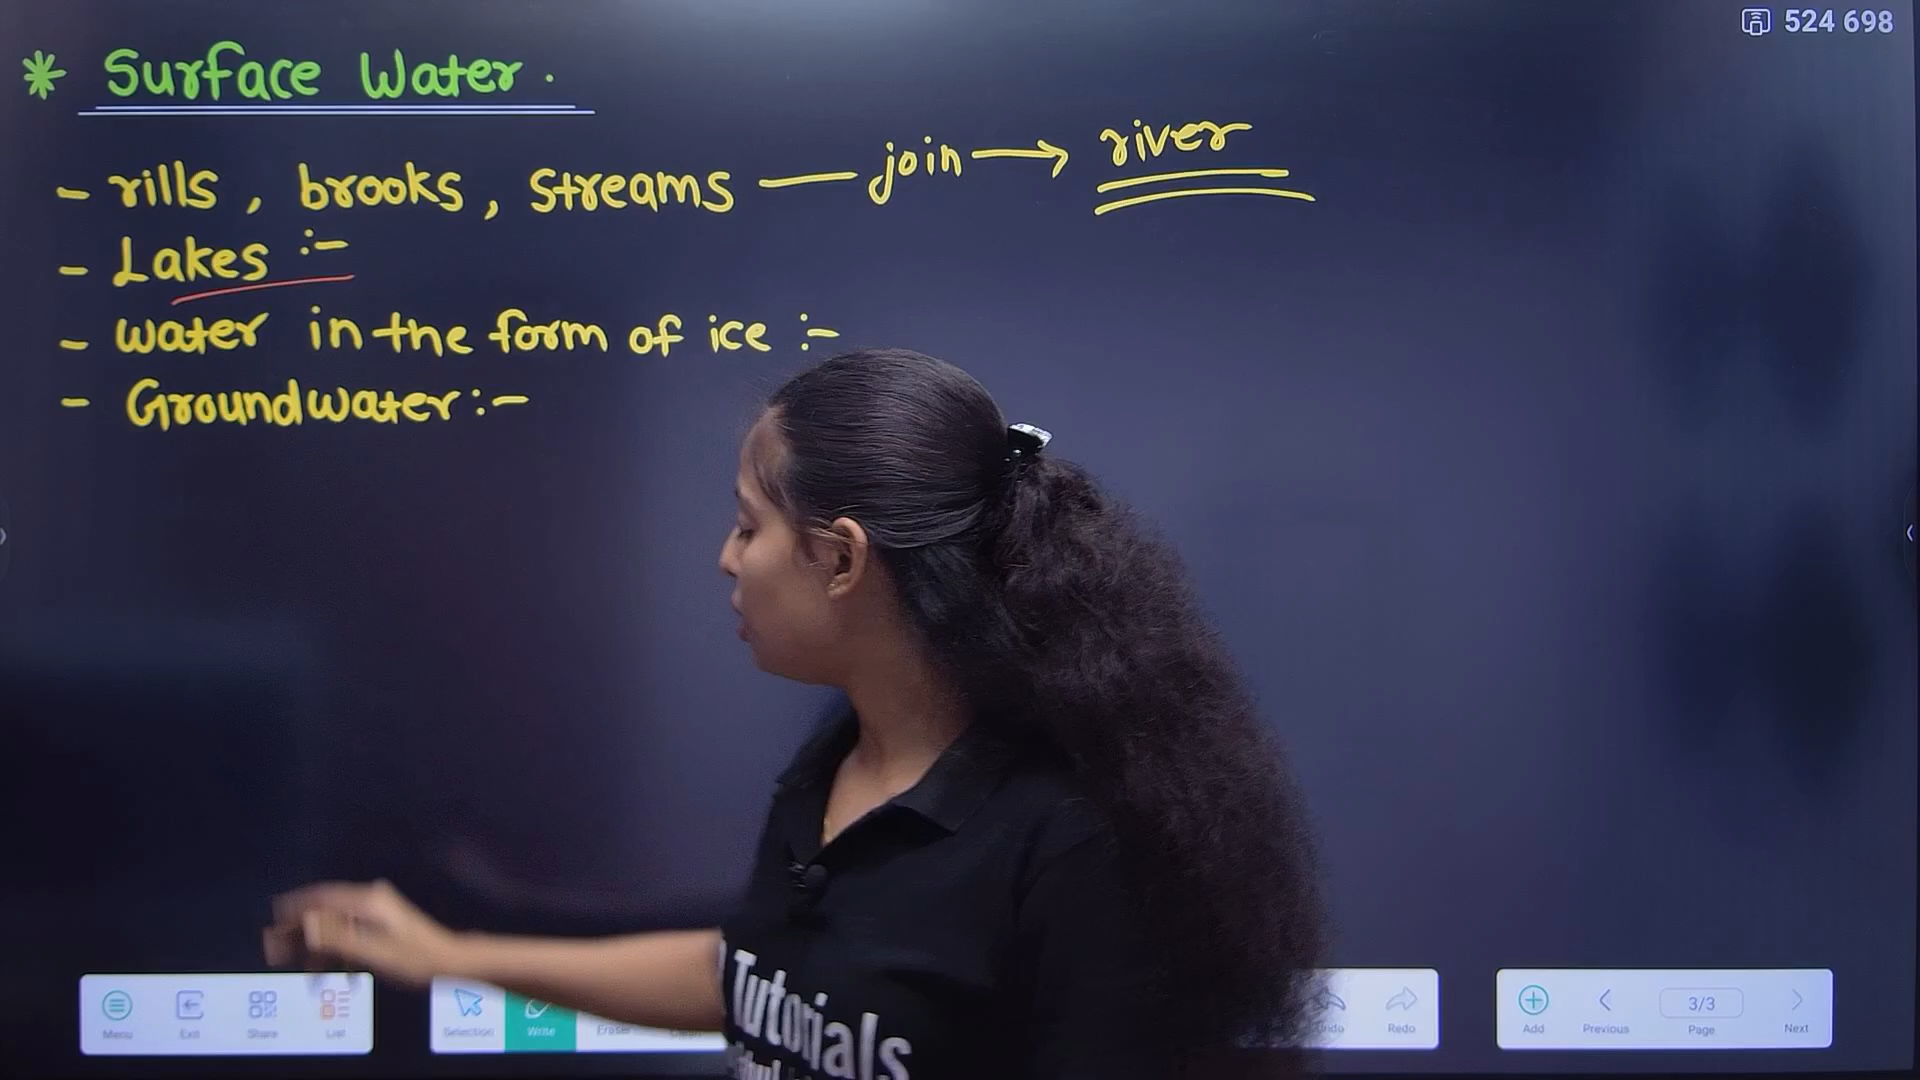 524 698
* Surface Water.
- rills, brooks, streams — join → river
- Lakes :-
- water in the form of ice :-
- Groundwater :-
Tutorials
Menu Exit Share List Selection Write Eraser Undo Redo Add Previous 3/3 Page Next